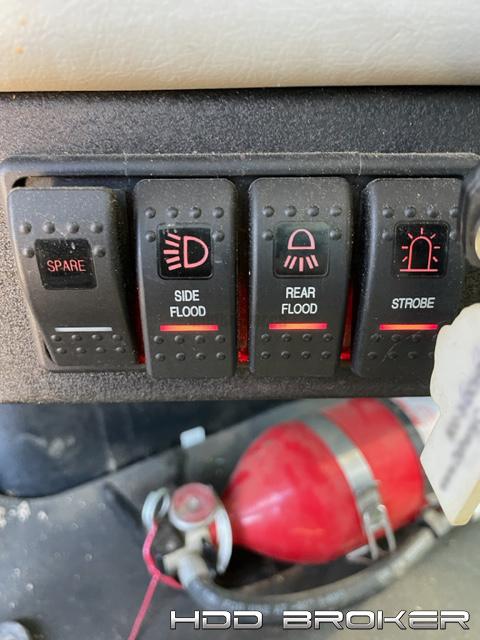 SPARE
SIDE
FLOOD
REAR
FLOOD
STROBE
HDD BROKER